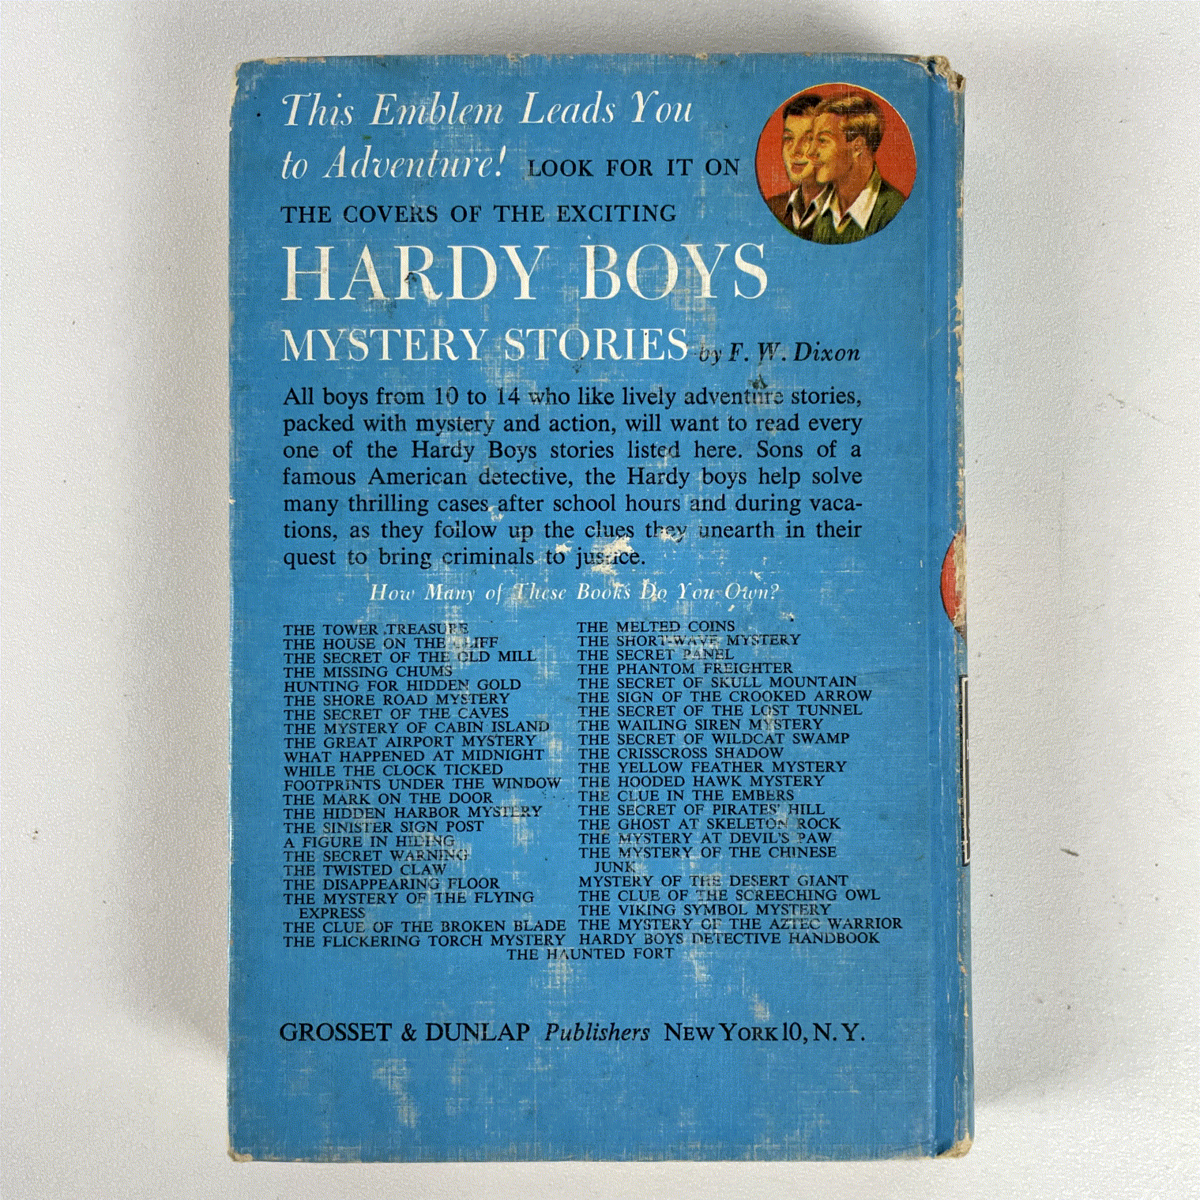 This Emblem Leads You
to Adventure! LOOK FOR IT ON
THE COVERS OF THE EXCITING
HARDY BOYS
MYSTERY STORIES by F. W. Dixon
All boys from 10 to 14 who like lively adventure stories,
packed with mystery and action, will want to read every
one of the Hardy Boys stories listed here. Sons of a
famous American detective, the Hardy boys help solve
many thrilling cases after school hours and during vaca-
tions, as they follow up the clues they unearth in their
quest to bring criminals to justice.
How Many of These Books Do You Own?
THE TOWER TREASURE
THE HOUSE ON THE CLIFF
THE SECRET OF THE OLD MILL
THE MISSING CHUMS
HUNTING FOR HIDDEN GOLD
THE SHORE ROAD MYSTERY
THE SECRET OF THE CAVES
THE MYSTERY OF CABIN ISLAND
THE GREAT AIRPORT MYSTERY
WHAT HAPPENED AT MIDNIGHT
WHILE THE CLOCK TICKED
FOOTPRINTS UNDER THE WINDOW
THE MARK ON THE DOOR
THE HIDDEN HARBOR MYSTERY
THE SINISTER SIGN POST
A FIGURE IN HIDING
THE SECRET WARNING
THE TWISTED CLAW
THE DISAPPEARING FLOOR
THE MYSTERY OF THE FLYING
EXPRESS
THE CLUE OF THE BROKEN BLADE
THE FLICKERING TORCH MYSTERY
THE MELTED COINS
THE SHORT-WAVE MYSTERY
THE SECRET PANEL
THE PHANTOM FREIGHTER
THE SECRET OF SKULL MOUNTAIN
THE SIGN OF THE CROOKED ARROW
THE SECRET OF THE LOST TUNNEL
THE WAILING SIREN MYSTERY
THE SECRET OF WILDCAT SWAMP
THE CRISSCROSS SHADOW
THE YELLOW FEATHER MYSTERY
THE HOODED HAWK MYSTERY
THE CLUE IN THE EMBERS
THE SECRET OF PIRATES' HILL
THE GHOST AT SKELETON ROCK
THE MYSTERY AT DEVIL'S PAW
THE MYSTERY OF THE CHINESE
JUNK
MYSTERY OF THE DESERT GIANT
THE CLUE OF THE SCREECHING OWL
THE VIKING SYMBOL MYSTERY
THE MYSTERY OF THE AZTEC WARRIOR
HARDY BOYS DETECTIVE HANDBOOK
THE HAUNTED FORT
GROSSET & DUNLAP Publishers NEW YORK 10, N. Y.